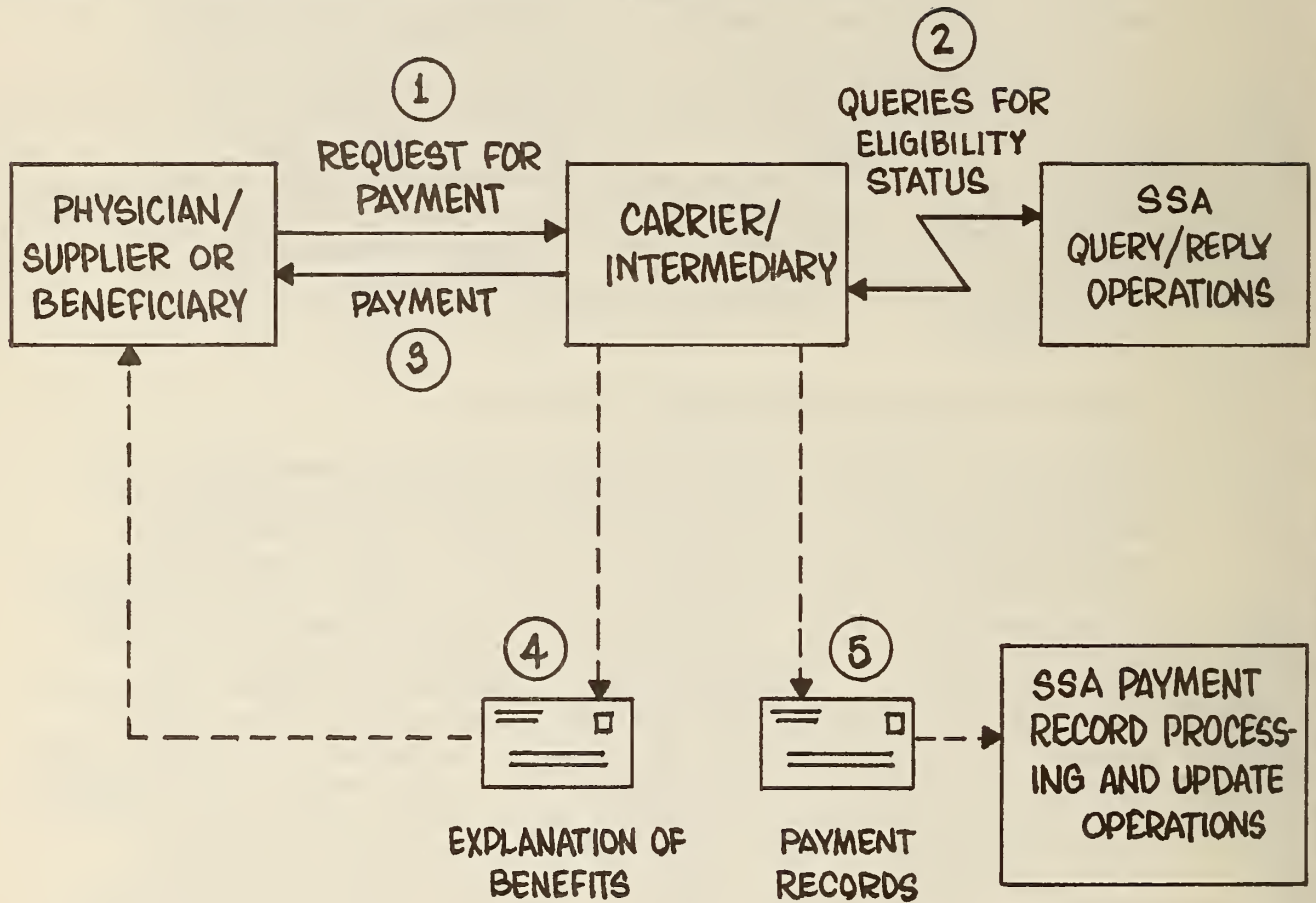 1
REQUEST FOR
PAYMENT
2
QUERIES FOR
ELIGIBILITY
STATUS
PHYSICIAN/
SUPPLIER OR
BENEFICIARY
CARRIER/
INTERMEDIARY
SSA
QUERY/REPLY
OPERATIONS
PAYMENT
3
4
EXPLANATION OF
BENEFITS
5
PAYMENT
RECORDS
SSA PAYMENT
RECORD PROCESS-
ING AND UPDATE
OPERATIONS